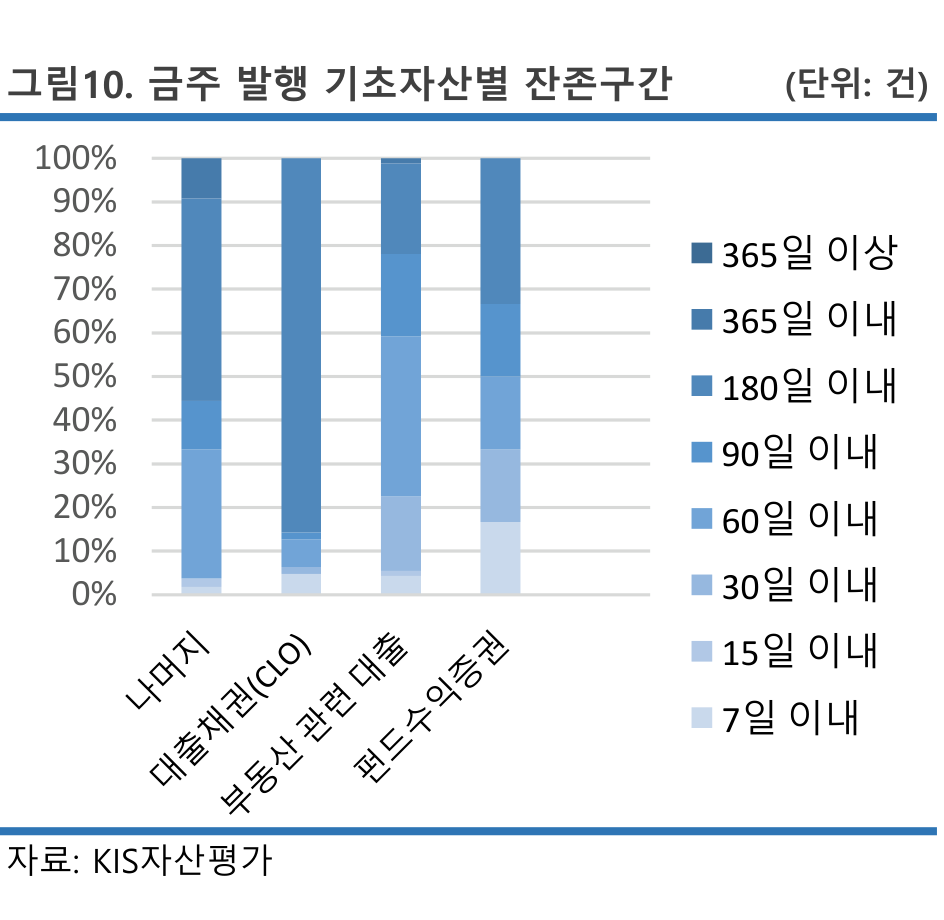 그림10. 금주 발행 기초자산별 잔존구간 (단위: 건)
100%
90%
80%
70%
60%
50%
40%
30%
20%
10%
0%
나머지
대출채권(CLO)
부동산 관련 대출
펀드수익증권
365일 이상
365일 이내
180일 이내
90일 이내
60일 이내
30일 이내
15일 이내
7일 이내
자료: KIS자산평가